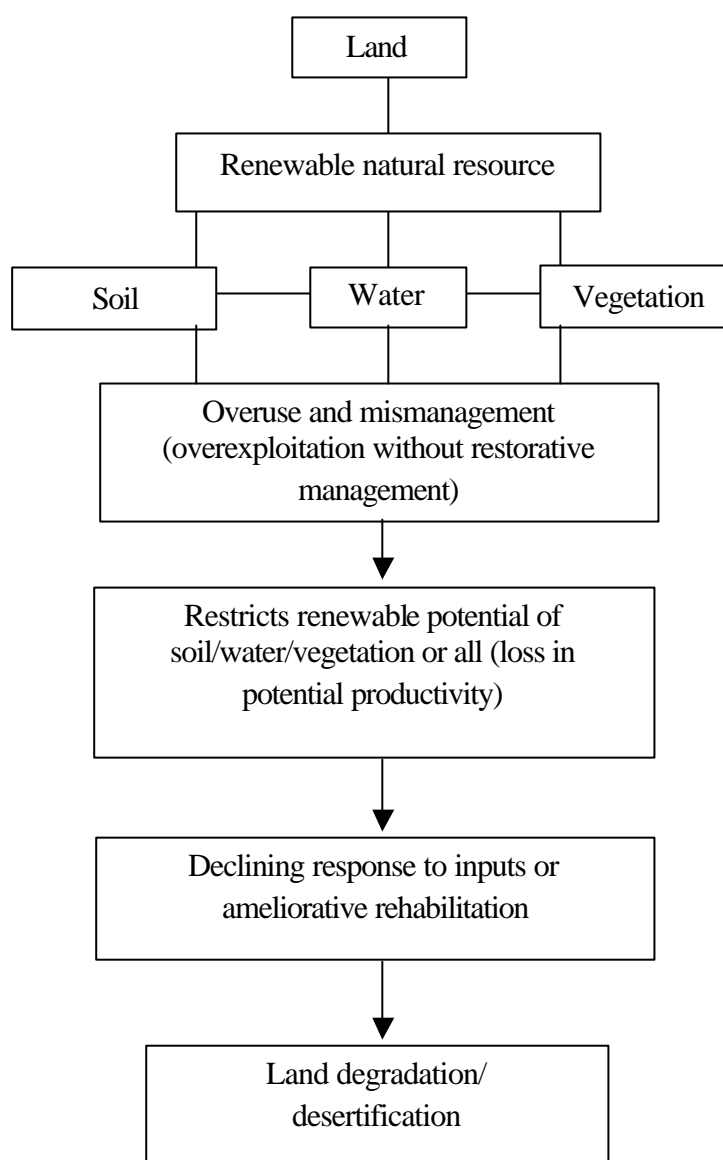 Land
Renewable natural resource
Soil
Water
Vegetation
Overuse and mismanagement
(overexploitation without restorative
management)
Restricts renewable potential of
soil/water/vegetation or all (loss in
potential productivity)
Declining response to inputs or
ameliorative rehabilitation
Land degradation/
desertification